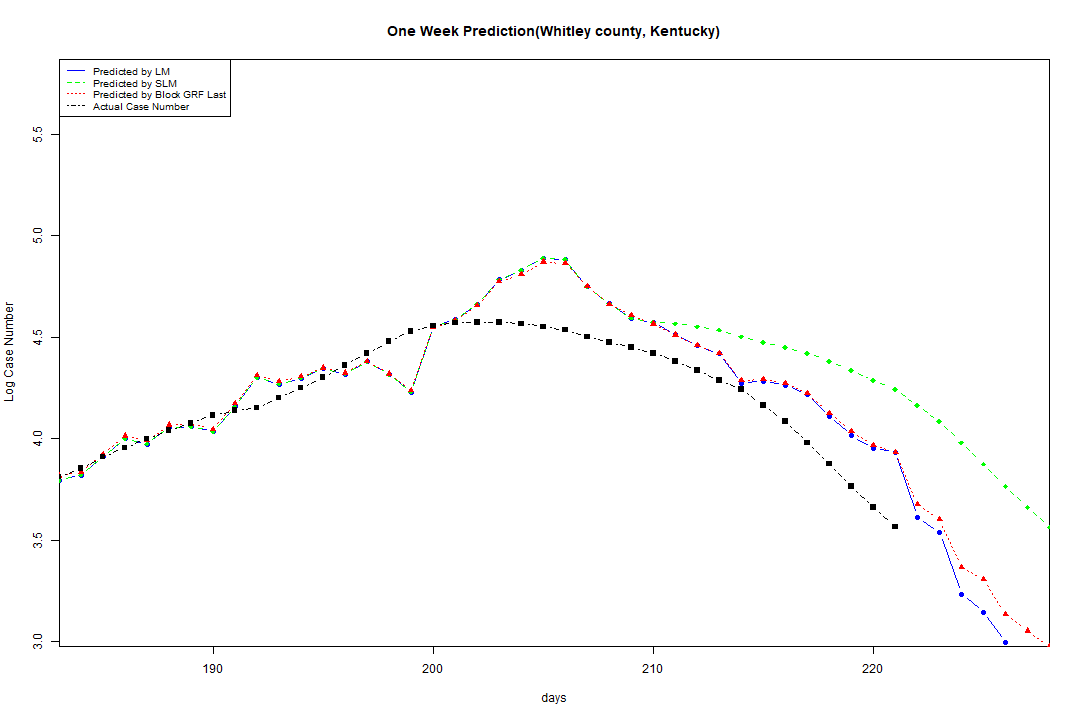 One Week Prediction(Whitley county, Kentucky)
Predicted by LM
Predicted by SLM
Predicted by Block GRF Last
Actual Case Number
5.5
5.0
4.5
4.0
3.5
3.0
Log Case Number
190
200
210
220
days